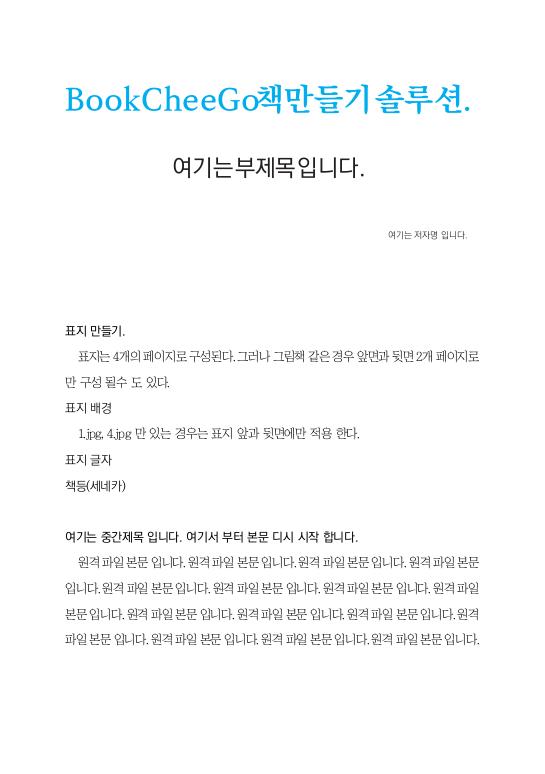 BookCheeGo책만들기 솔루션.
여기는 부제목입니다.
여기는 저자명 입니다.
표지 만들기.
표지는 4개의 페이지로 구성된다. 그러나 그림책 같은 경우 앞면과 뒷면 2개 페이지로
만 구성 될수 도 있다.
표지 배경
1.jpg, 4.jpg 만 있는 경우는 표지 앞과 뒷면에만 적용 한다.
표지 글자
책등(세네카)
여기는 중간제목 입니다. 여기서 부터 본문 디시 시작 합니다.
원격 파일 본문 입니다. 원격 파일 본문 입니다. 원격 파일 본문 입니다. 원격 파일 본문
입니다. 원격 파일 본문 입니다. 원격 파일 본문 입니다. 원격 파일 본문 입니다. 원격 파일
본문 입니다. 원격 파일 본문 입니다. 원격 파일 본문 입니다. 원격 파일 본문 입니다. 원격
파일 본문 입니다. 원격 파일 본문 입니다. 원격 파일 본문 입니다. 원격 파일 본문 입니다.